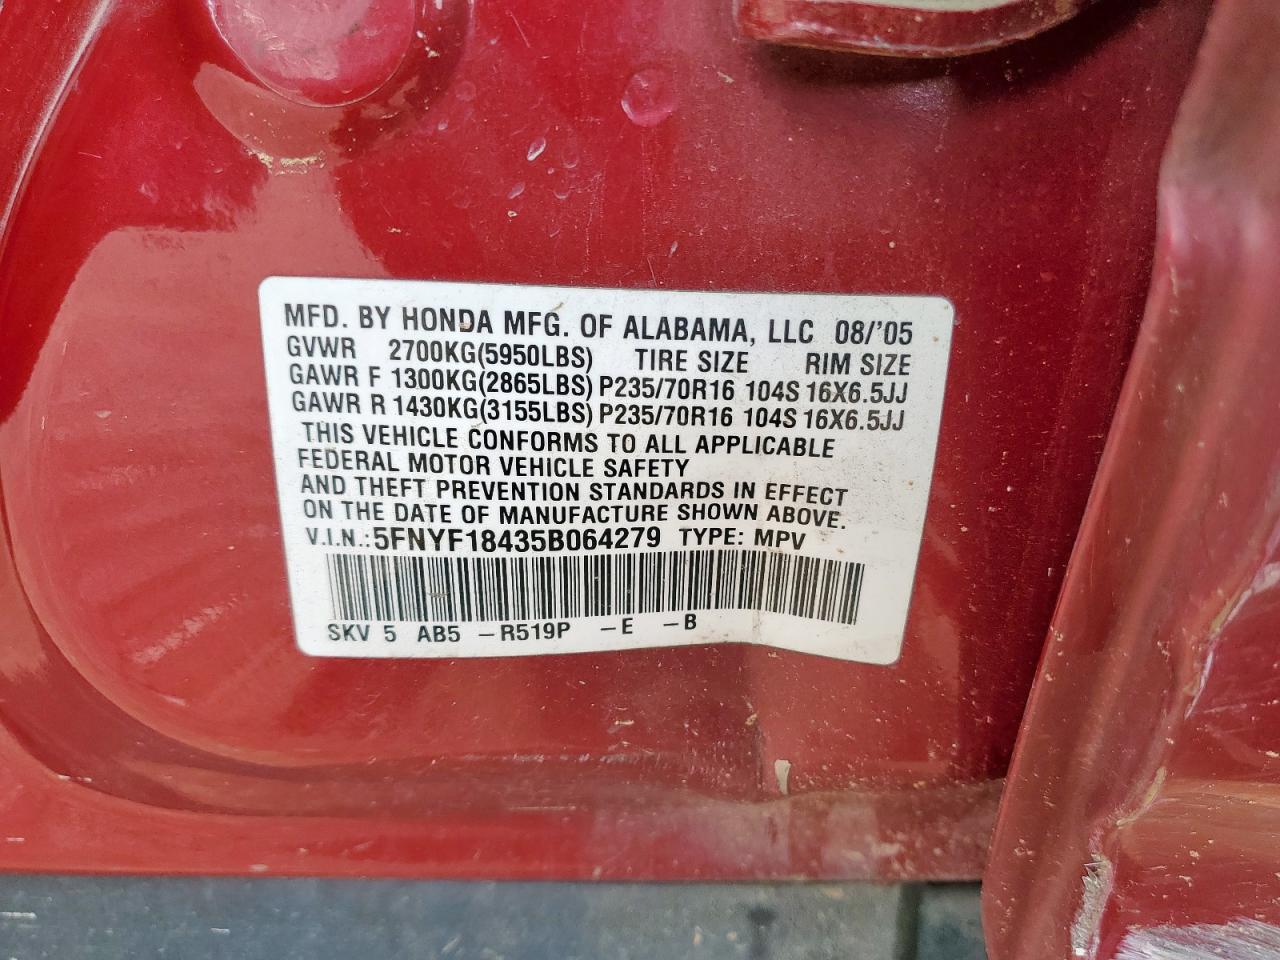 MFD. BY HONDA MFG. OF ALABAMA, LLC 08/'05
GVWR 2700KG(5950LBS) TIRE SIZE RIM SIZE
GAWR F 1300KG(2865LBS) P235/70R16 104S 16X6.5JJ
GAWR R 1430KG(3155LBS) P235/70R16 104S 16X6.5JJ
THIS VEHICLE CONFORMS TO ALL APPLICABLE
FEDERAL MOTOR VEHICLE SAFETY
AND THEFT PREVENTION STANDARDS IN EFFECT
ON THE DATE OF MANUFACTURE SHOWN ABOVE.
V.I.N.: 5FNYF18435B064279 TYPE: MPV
SKV 5 AB5 -R519P -E -B